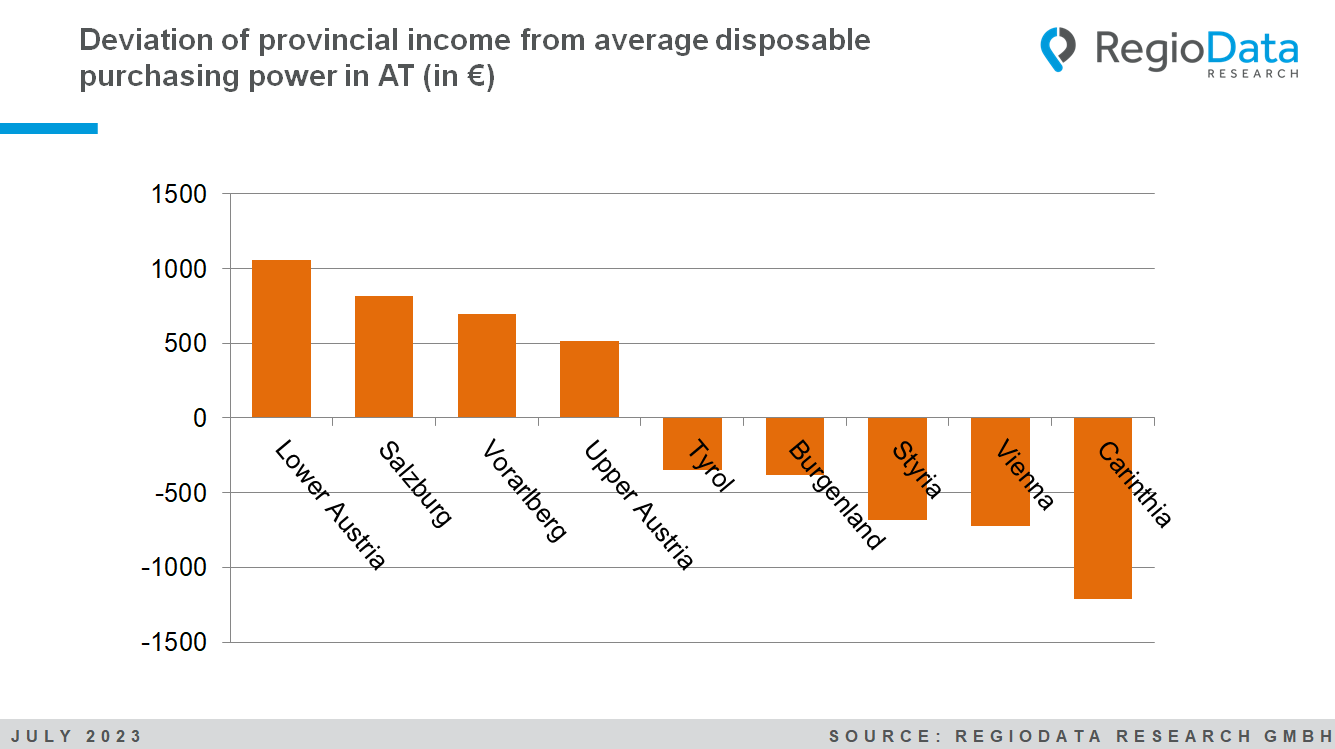 Deviation of provincial income from average disposable
purchasing power in AT (in €)
RegioData
RESEARCH
1500
1000
500
0
-500
-1000
-1500
Lower Austria
Salzburg
Vorarlberg
Upper Austria
Tyrol
Burgenland
Styria
Vienna
Carinthia
JULY 2023
SOURCE: REGIODATA RESEARCH GMBH